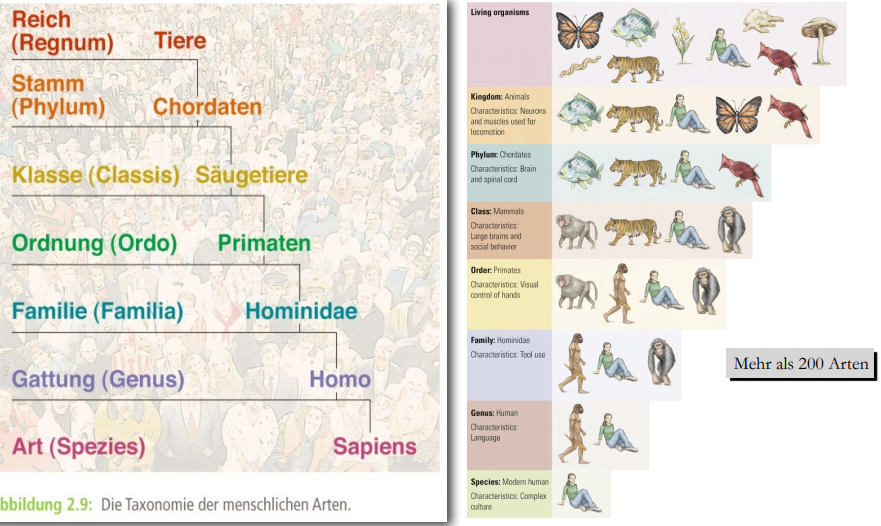 Reich
(Regnum) Tiere
Stamm
(Phylum) Chordaten
Klasse (Classis) Säugetiere
Ordnung (Ordo) Primaten
Familie (Familia) Hominidae
Gattung (Genus) Homo
Art (Spezies) Sapiens
bbildung 2.9: Die Taxonomie der menschlichen Arten.
Living organisms
Kingdom: Animals
Characteristics: Neurons
and muscles used for
locomotion
Phylum: Chordates
Characteristics: Brain
and spinal cord
Class: Mammals
Characteristics:
Large brains and
social behavior
Order: Primates
Characteristics: Visual
control of hands
Family: Hominidae
Characteristics: Tool use
Genus: Human
Characteristics:
Language
Species: Modern human
Characteristics: Complex
culture
Mehr als 200 Arten